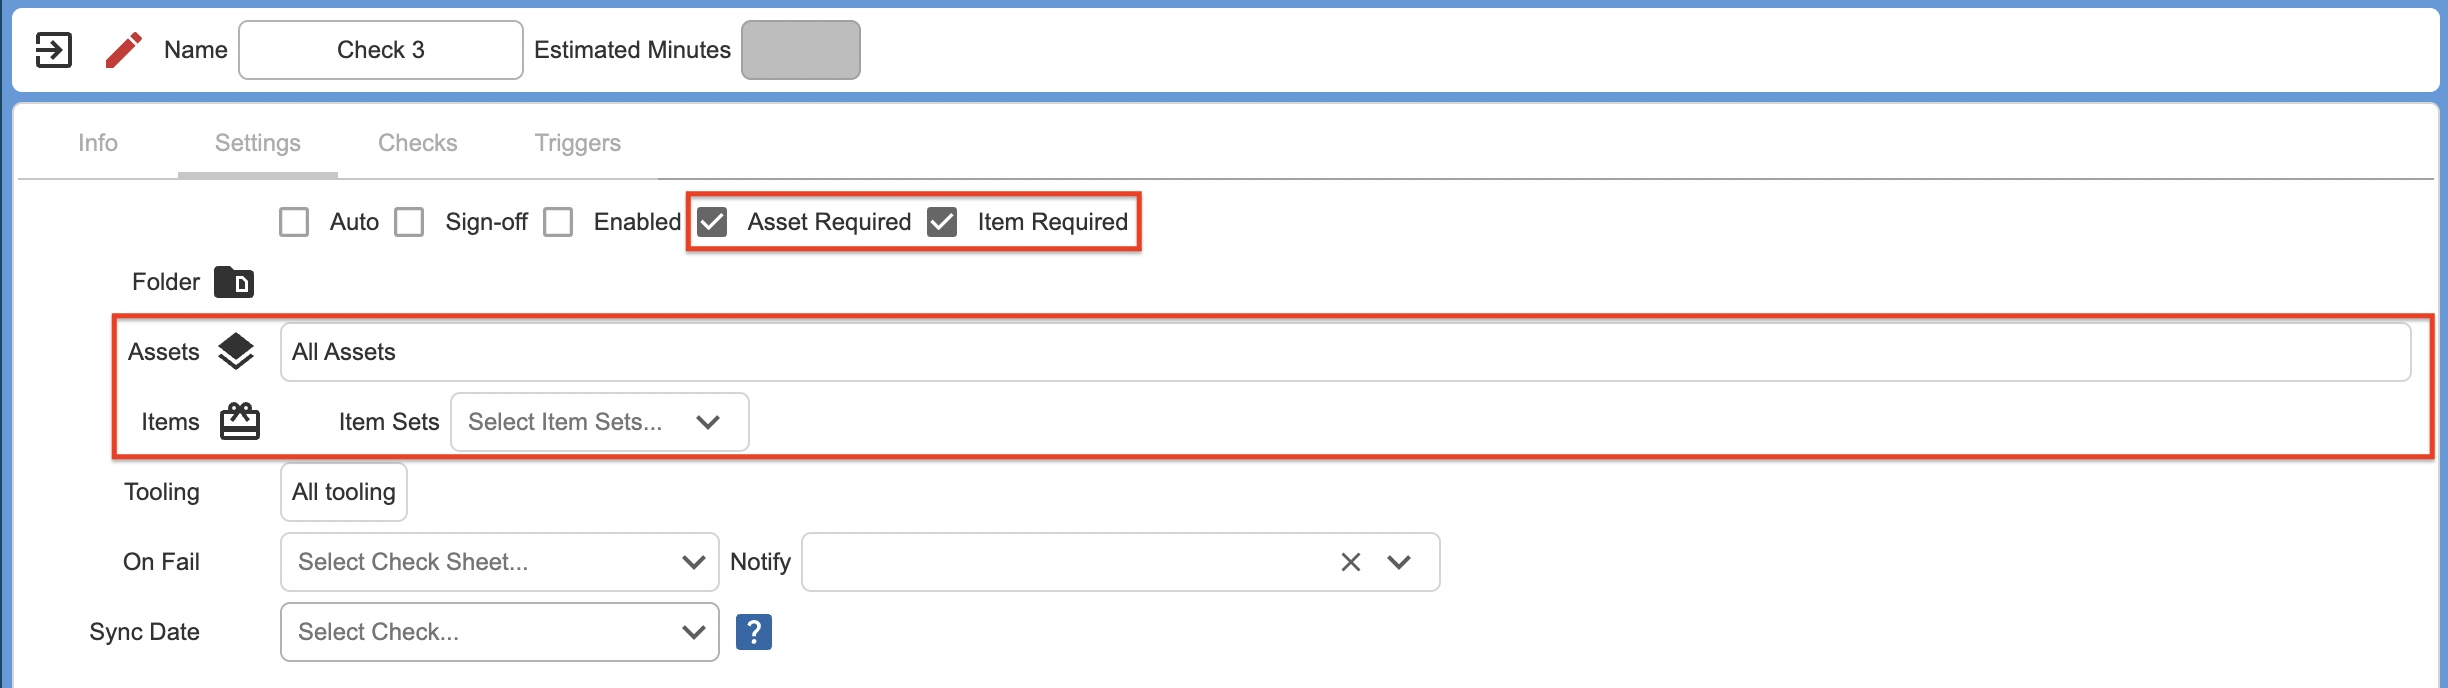 Name Check 3 Estimated Minutes
Info Settings Checks Triggers
Auto Sign-off Enabled Asset Required Item Required
Folder
Assets All Assets
Items Item Sets Select Item Sets...
Tooling All tooling
On Fail Select Check Sheet... Notify
Sync Date Select Check... ?